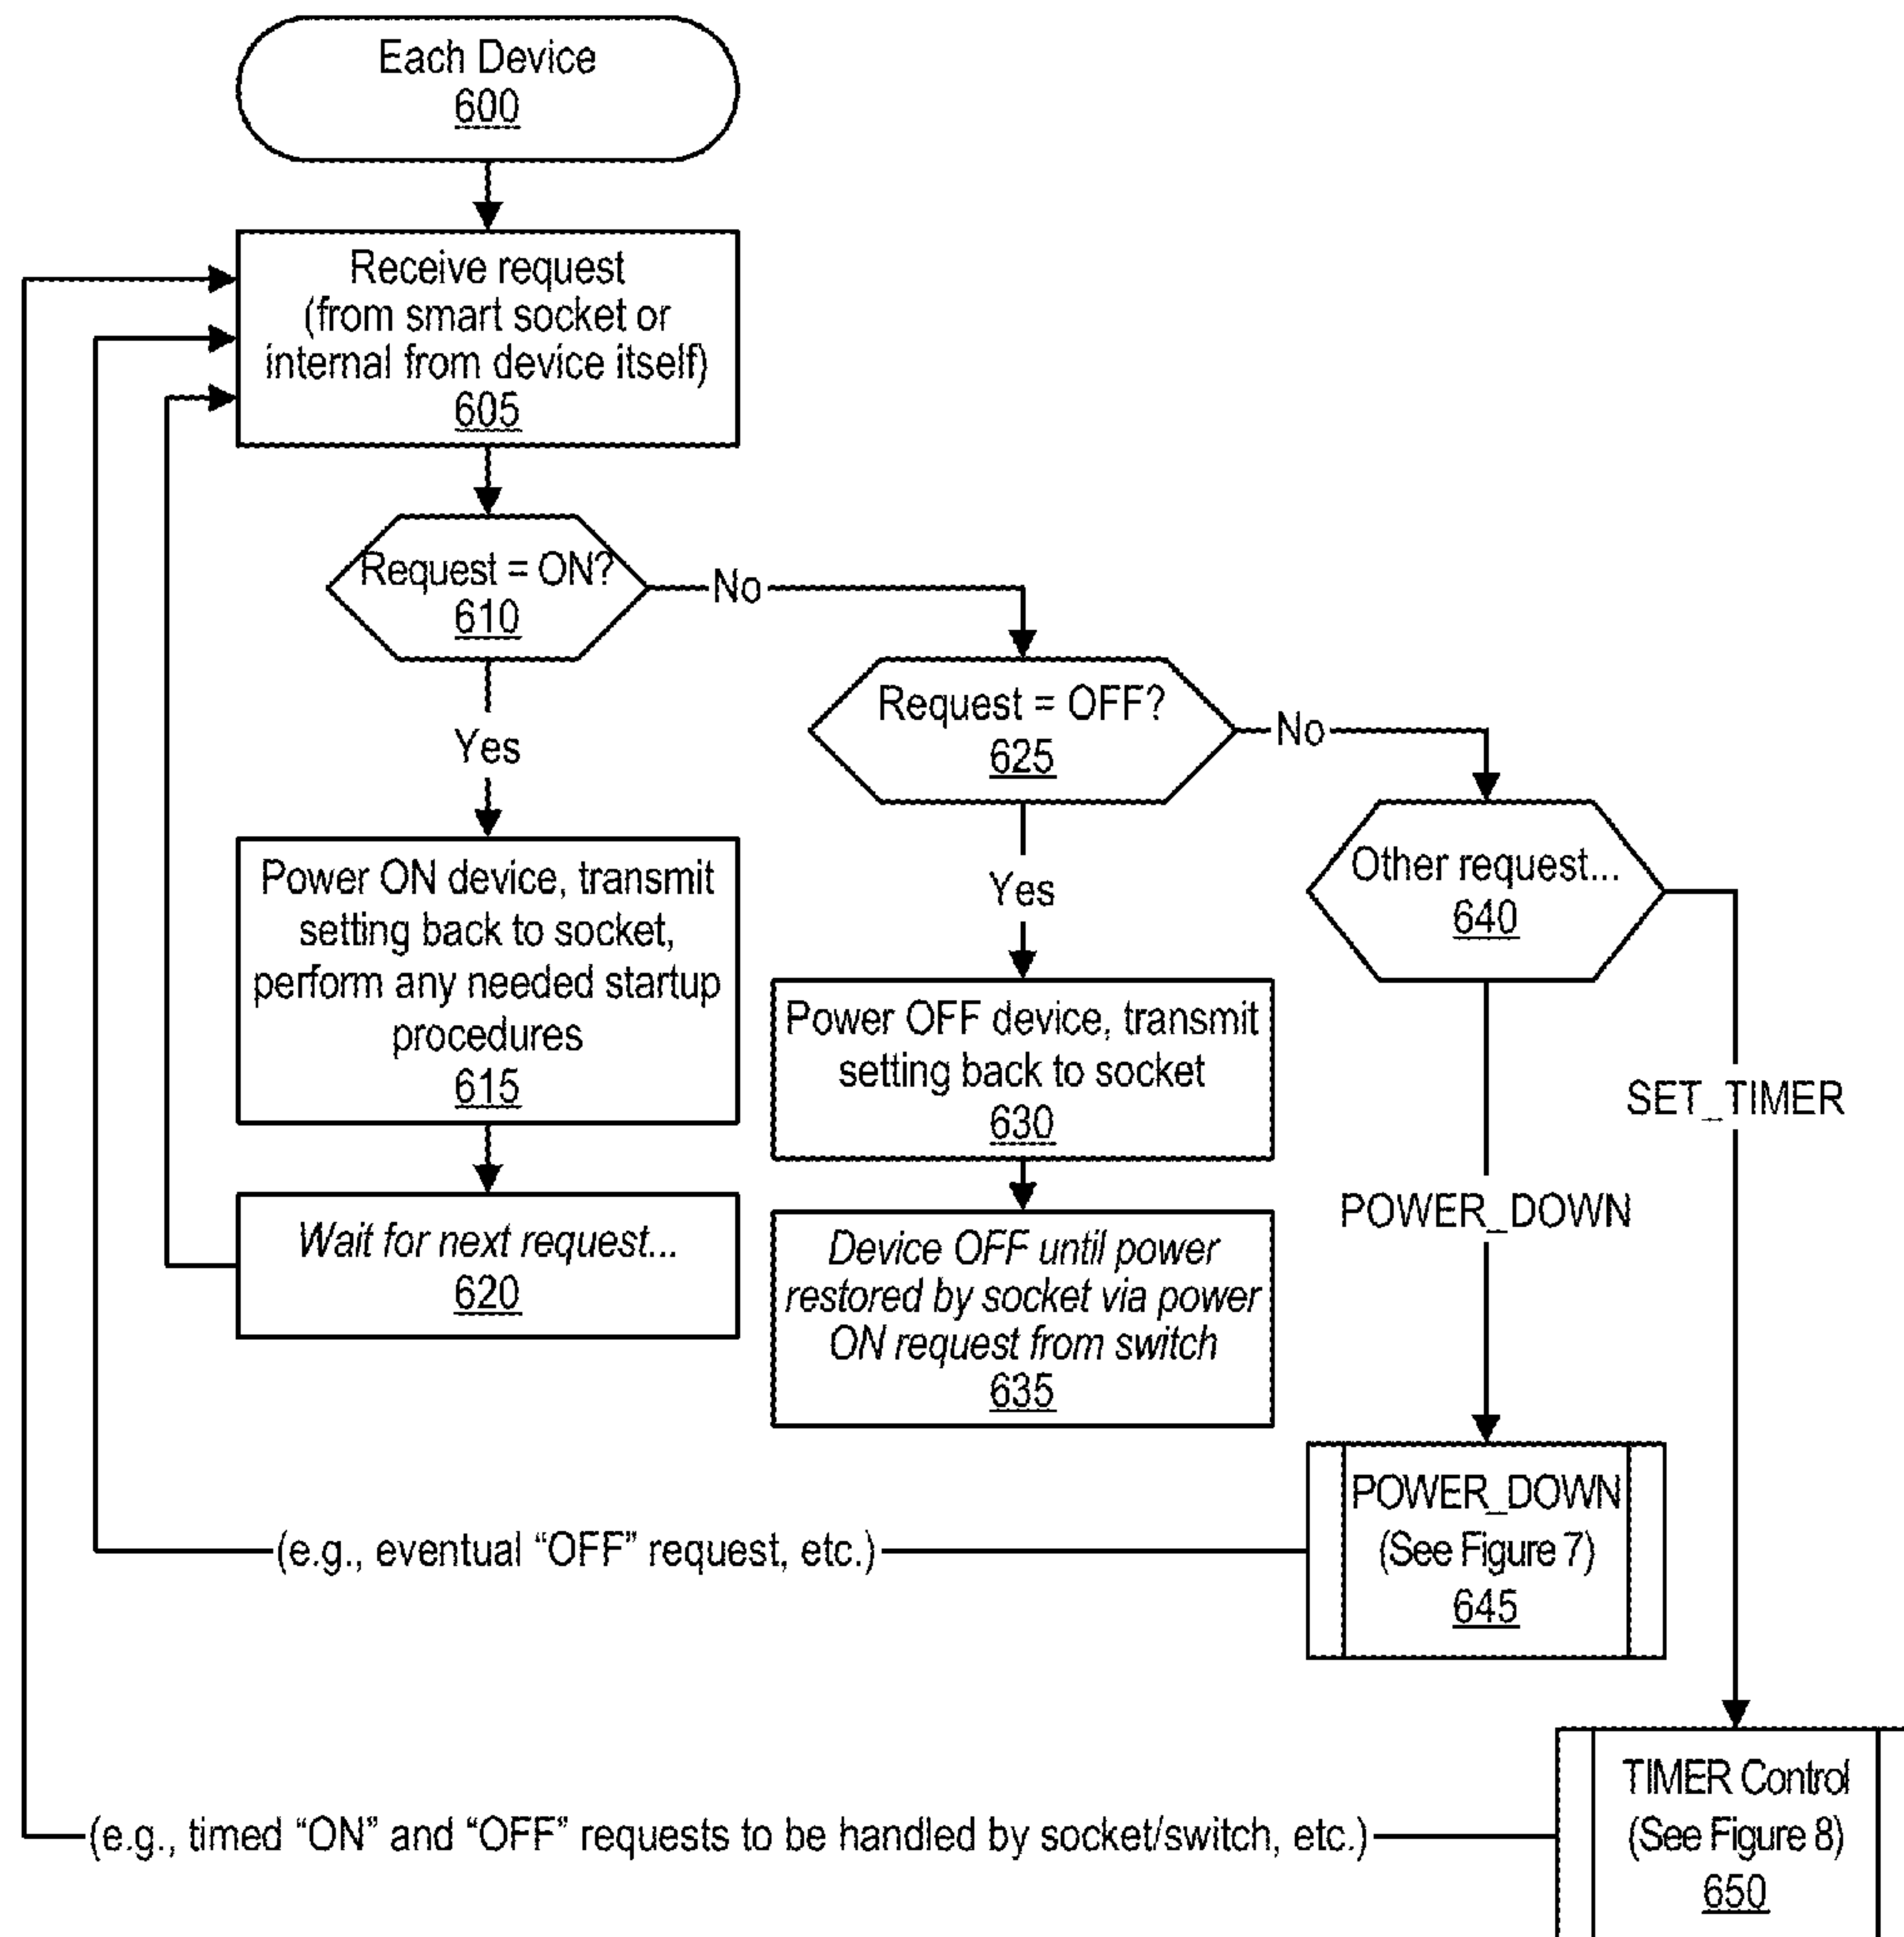 Each Device
600
Receive request
(from smart socket or
internal from device itself)
605
Request = ON?
610
No
Yes
Request = OFF?
625
No
Yes
Other request...
640
Power ON device, transmit
setting back to socket,
perform any needed startup
procedures
615
Power OFF device, transmit
setting back to socket
630
SET_TIMER
POWER_DOWN
Wait for next request...
620
Device OFF until power
restored by socket via power
ON request from switch
635
POWER_DOWN
(See Figure 7)
645
(e.g., eventual “OFF” request, etc.)
TIMER Control
(See Figure 8)
650
(e.g., timed “ON” and “OFF” requests to be handled by socket/switch, etc.)